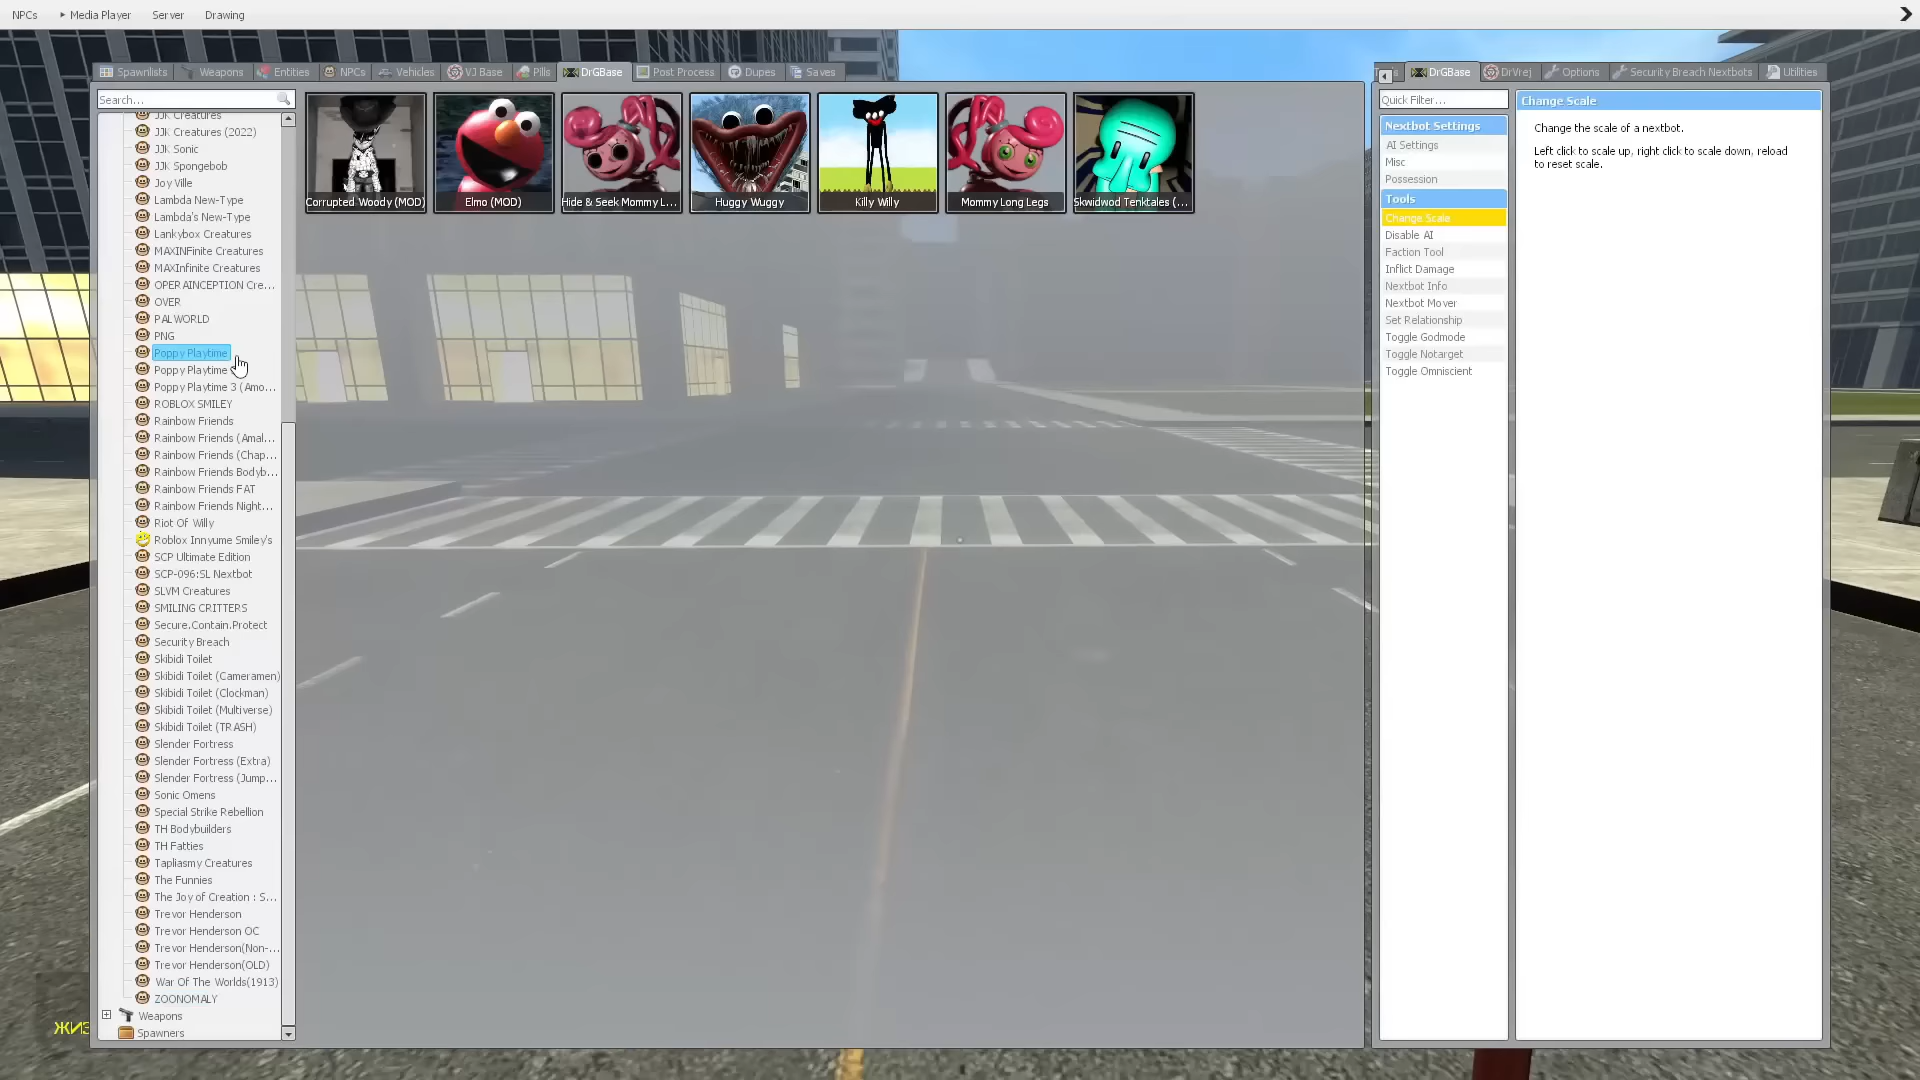 NPCs
Media Player
Server
Drawing
Spawnlists
Weapons
Entities
NPCs
Vehicles
VJ Base
Pills
DrGBase
Post Process
Dupes
Saves
DrGBase
DrVrej
Options
Security Breach Nextbots
Utilities
Search...
JJK Creatures
JJK Creatures (2022)
JJK Sonic
JJK Spongebob
Joy Ville
Lambda New-Type
Lambda's New-Type
Lankybox Creatures
MAXINFinite Creatures
MAXInfinite Creatures
OPERAINCEPTION Cre...
OVER
PALWORLD
PNG
Poppy Playtime
Poppy Playtime
Poppy Playtime 3 (Amo...
ROBLOX SMILEY
Rainbow Friends
Rainbow Friends (Amal...
Rainbow Friends (Chap...
Rainbow Friends Bodyb...
Rainbow Friends FAT
Rainbow Friends Night...
Riot Of Willy
Roblox Innyume Smiley's
SCP Ultimate Edition
SCP-096:SL Nextbot
SLVM Creatures
SMILING CRITTERS
Secure.Contain.Protect
Security Breach
Skibidi Toilet
Skibidi Toilet (Cameramen)
Skibidi Toilet (Clockman)
Skibidi Toilet (Multiverse)
Skibidi Toilet (TRASH)
Slender Fortress
Slender Fortress (Extra)
Slender Fortress (Jump...
Sonic Omens
Special Strike Rebellion
TH Bodybuilders
TH Fatties
Tapliasmy Creatures
The Funnies
The Joy of Creation : S...
Trevor Henderson
Trevor Henderson OC
Trevor Henderson(Non-...
Trevor Henderson(OLD)
War Of The Worlds(1913)
ZOONOMALY
Weapons
Spawners
Corrupted Woody (MOD)
Elmo (MOD)
Hide & Seek Mommy L...
Huggy Wuggy
Killy Willy
Mommy Long Legs
Skwidwod Tenktales (...
Quick Filter...
Nextbot Settings
AI Settings
Misc
Possession
Tools
Change Scale
Disable AI
Faction Tool
Inflict Damage
Nextbot Info
Nextbot Mover
Set Relationship
Toggle Godmode
Toggle Notarget
Toggle Omniscient
Change Scale
Change the scale of a nextbot.
Left click to scale up, right click to scale down, reload
to reset scale.